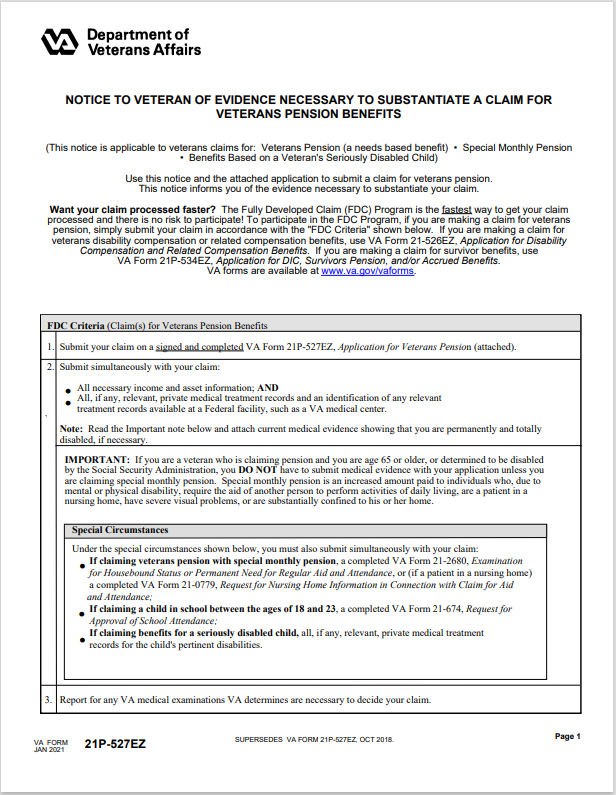 VA
Department of
Veterans Affairs
NOTICE TO VETERAN OF EVIDENCE NECESSARY TO SUBSTANTIATE A CLAIM FOR
VETERANS PENSION BENEFITS
(This notice is applicable to veterans claims for:  Veterans Pension (a needs based benefit)  •  Special Monthly Pension
•  Benefits Based on a Veteran's Seriously Disabled Child)
Use this notice and the attached application to submit a claim for veterans pension.
This notice informs you of the evidence necessary to substantiate your claim.
Want your claim processed faster?  The Fully Developed Claim (FDC) Program is the fastest way to get your claim
processed and there is no risk to participate! To participate in the FDC Program, if you are making a claim for veterans
pension, simply submit your claim in accordance with the "FDC Criteria" shown below.  If you are making a claim for
veterans disability compensation or related compensation benefits, use VA Form 21-526EZ, Application for Disability
Compensation and Related Compensation Benefits.  If you are making a claim for survivor benefits, use
VA Form 21P-534EZ, Application for DIC, Survivors Pension, and/or Accrued Benefits.
VA forms are available at www.va.gov/vaforms.
FDC Criteria (Claim(s) for Veterans Pension Benefits
1. Submit your claim on a signed and completed VA Form 21P-527EZ, Application for Veterans Pension (attached).
2. Submit simultaneously with your claim:
● All necessary income and asset information; AND
● All, if any, relevant, private medical treatment records and an identification of any relevant
treatment records available at a Federal facility, such as a VA medical center.
Note:  Read the Important note below and attach current medical evidence showing that you are permanently and totally
disabled, if necessary.
IMPORTANT:  If you are a veteran who is claiming pension and you are age 65 or older, or determined to be disabled
by the Social Security Administration, you DO NOT have to submit medical evidence with your application unless you
are claiming special monthly pension.  Special monthly pension is an increased amount paid to individuals who, due to
mental or physical disability, require the aid of another person to perform activities of daily living, are a patient in a
nursing home, have severe visual problems, or are substantially confined to his or her home.
Special Circumstances
Under the special circumstances shown below, you must also submit simultaneously with your claim:
● If claiming veterans pension with special monthly pension, a completed VA Form 21-2680, Examination
for Housebound Status or Permanent Need for Regular Aid and Attendance, or (if a patient in a nursing home)
a completed VA Form 21-0779, Request for Nursing Home Information in Connection with Claim for Aid
and Attendance;
● If claiming a child in school between the ages of 18 and 23, a completed VA Form 21-674, Request for
Approval of School Attendance;
● If claiming benefits for a seriously disabled child, all, if any, relevant, private medical treatment
records for the child's pertinent disabilities.
3. Report for any VA medical examinations VA determines are necessary to decide your claim.
VA FORM
JAN 2021
21P-527EZ
SUPERSEDES  VA FORM 21P-527EZ, OCT 2018.
Page 1